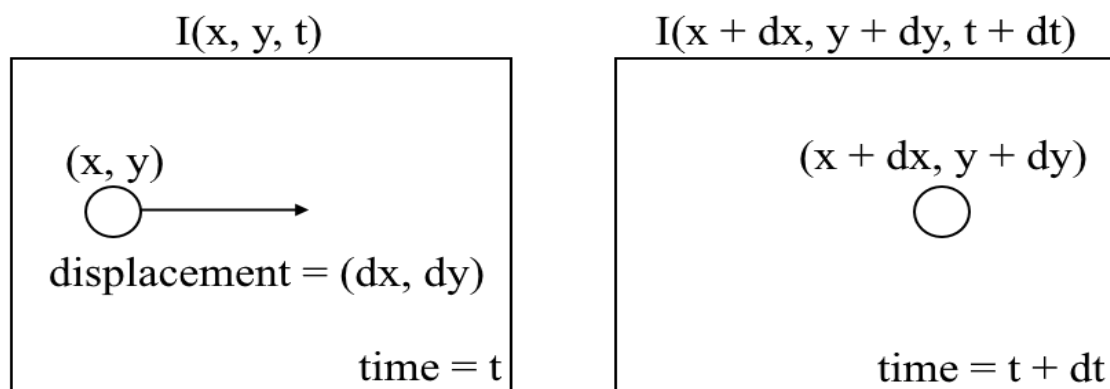 I(x, y, t)
(x, y)
displacement = (dx, dy)
time = t
I(x + dx, y + dy, t + dt)
(x + dx, y + dy)
time = t + dt